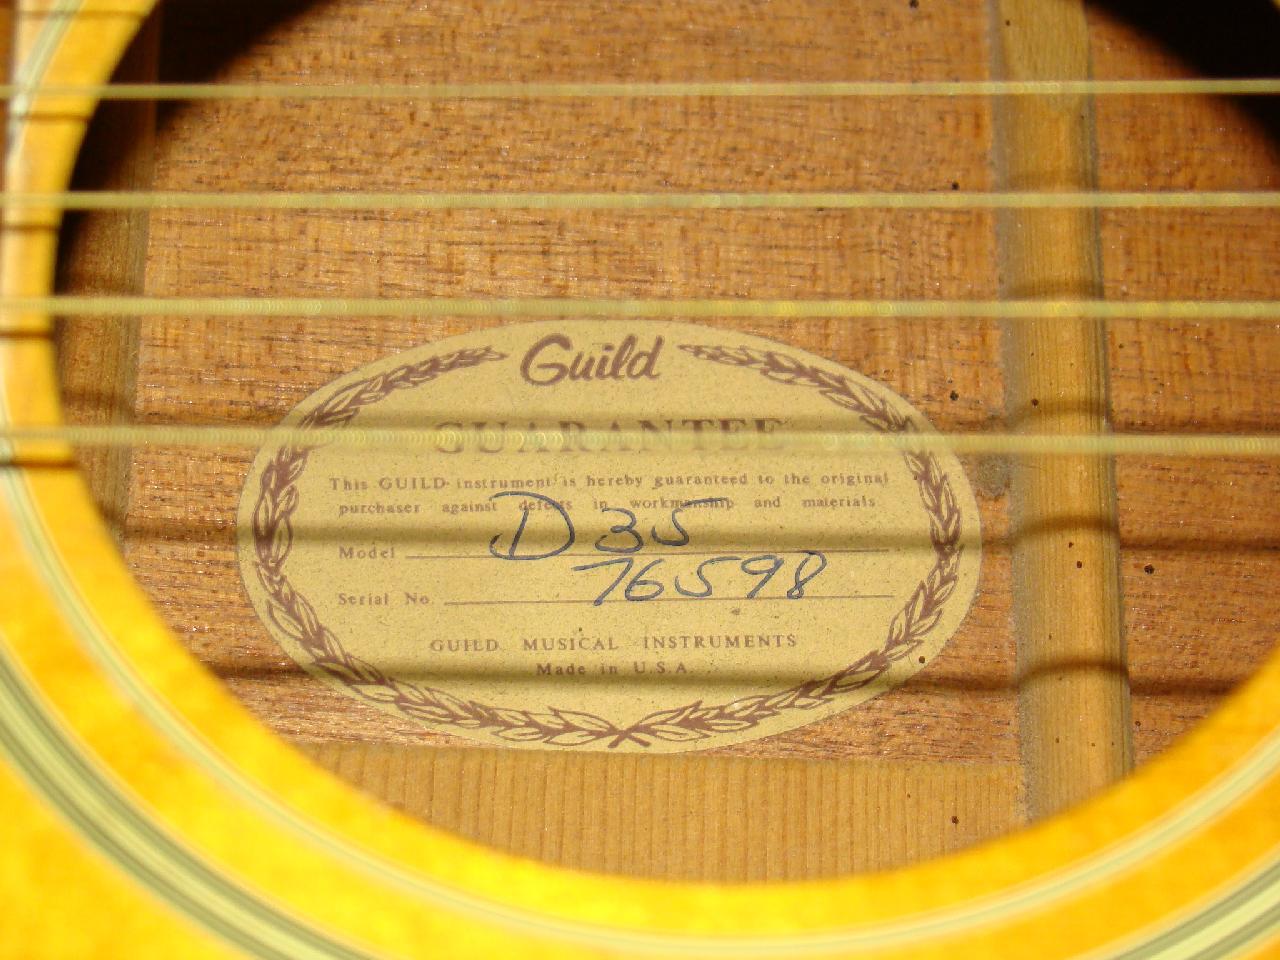 Guild
GUARANTEE
This GUILD instrument is hereby guaranteed to the original
purchaser against defects in workmanship and materials
Model D35
Serial No. 76598
GUILD MUSICAL INSTRUMENTS
Made in U.S.A.